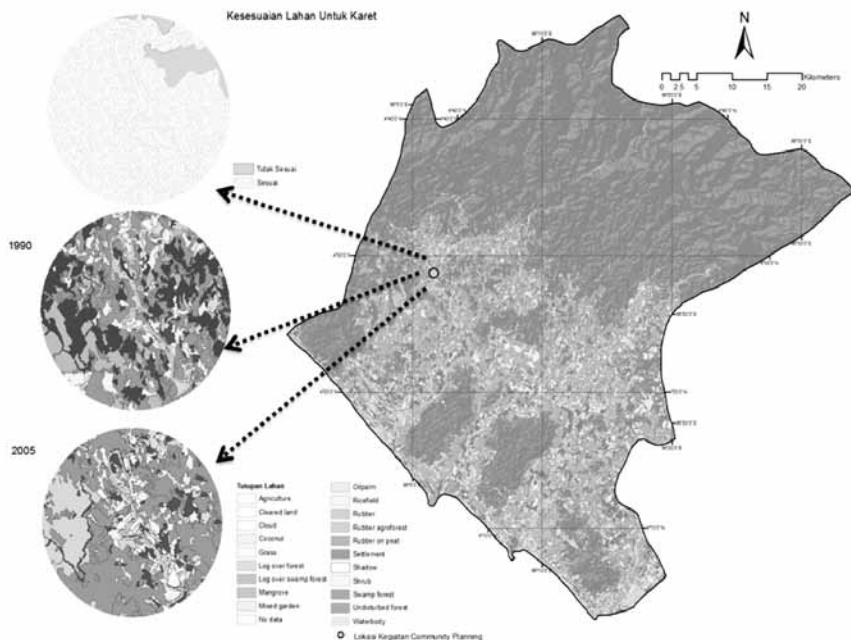 Kesesuaian Lahan Untuk Karet
N
Kilometers
0 2.5 5 10 15 20
Tidak Sesuai
Sesuai
1990
2005
Tutupan Lahan
Agriculture
Cleared land
Cloud
Coconut
Grass
Log over forest
Log over swamp forest
Mangrove
Mixed garden
No data
Oilpalm
Ricefield
Rubber
Rubber agroforest
Rubber on peat
Settlement
Shadow
Shrub
Swamp forest
Undisturbed forest
Waterbody
Lokasi Kegiatan Community Planning